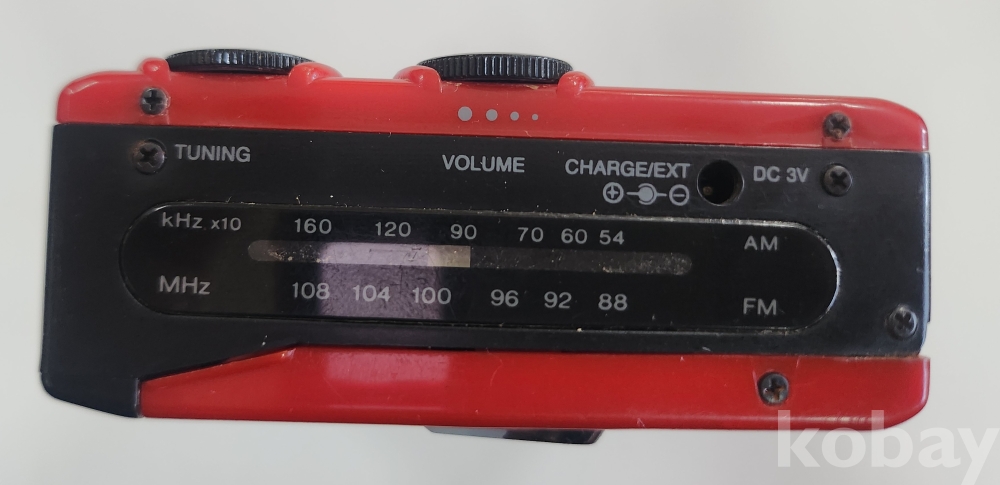 TUNING
VOLUME
CHARGE/EXT
DC 3V
kHz x10 160 120 90 70 60 54 AM
MHz 108 104 100 96 92 88 FM
kobay